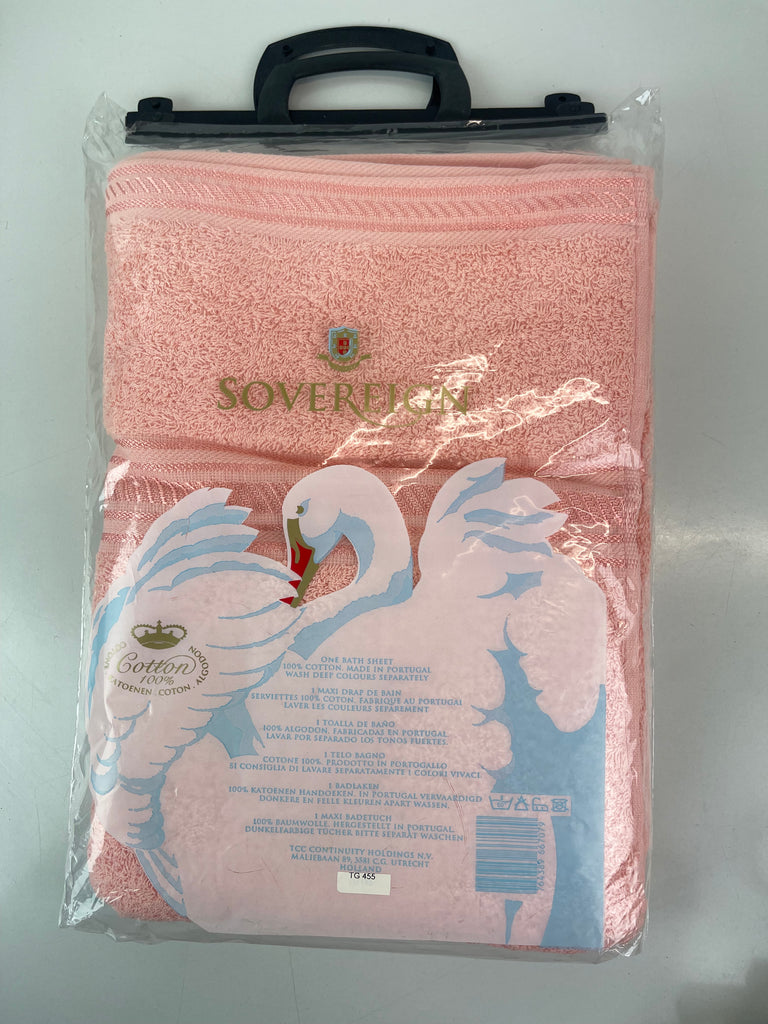 SOVEREIGN
COTONE
Cotton
100%
KATOENEN . COTON . ALGODON
ONE BATH SHEET
100% COTTON. MADE IN PORTUGAL
WASH DEEP COLOURS SEPARATELY
1 MAXI DRAP DE BAIN
SERVIETTES 100% COTON. FABRIQUE AU PORTUGAL
LAVER LES COULEURS SEPAREMENT
1 TOALLA DE BAÑO
100% ALGODON. FABRICADAS EN PORTUGAL
LAVAR POR SEPARADO LOS TONOS FUERTES.
1 TELO BAGNO
COTONE 100%. PRODOTTO IN PORTOGALLO
SI CONSIGLIA DI LAVARE SEPARATAMENTE I COLORI VIVACI.
1 BADLAKEN
100% KATOENEN HANDOEKEN. IN PORTUGAL VERVAARDIGD
DONKERE EN FELLE KLEUREN APART WASSEN.
1 MAXI BADETUCH
100% BAUMWOLLE. HERGESTELLT IN PORTUGAL.
DUNKELFARBIGE TÜCHER BITTE SEPARAT WASCHEN
TCC CONTINUITY HOLDINGS N.V.
MALIEBAAN 89, 3581 C.G. UTRECHT
HOLLAND
TG 455